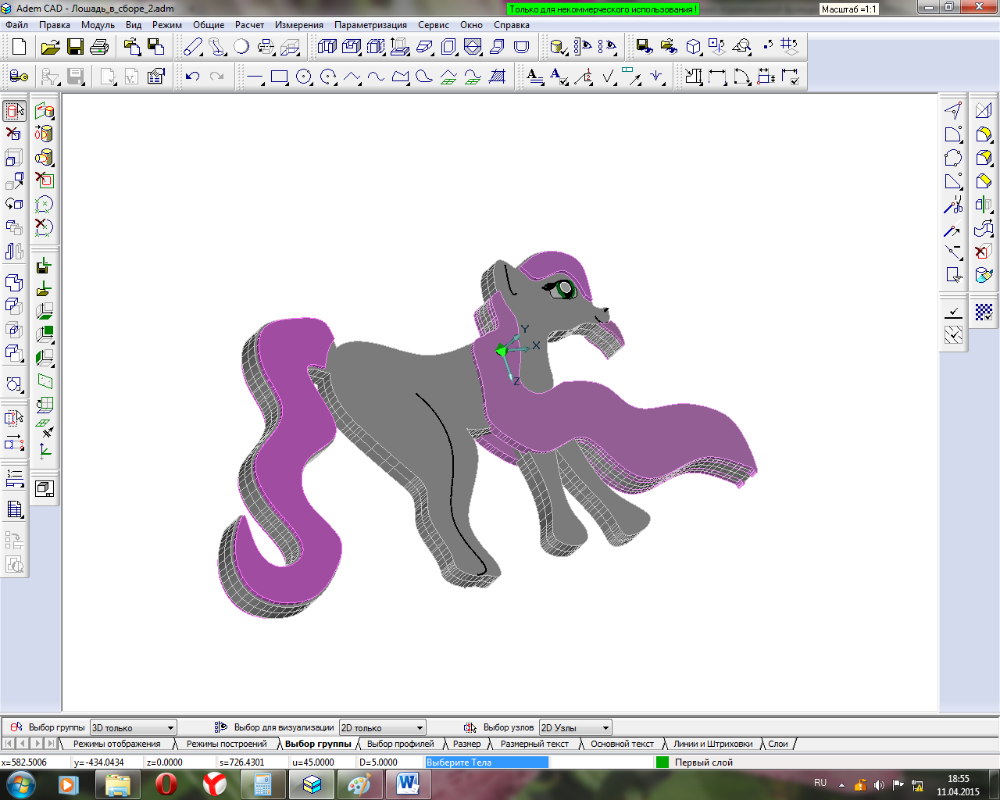 Adem CAD - Лошадь_в_сборе_2.adm
Только для некоммерческого использования !
Масштаб =1:1
Файл Правка Модуль Вид Режим Общие Расчет Измерения Параметризация Сервис Окно Справка
Y
X
Z
Выбор группы 3D только Выбор для визуализации 2D только Выбор узлов 2D Узлы
Режимы отображения Режимы построений Выбор группы Выбор профилей Размер Размерный текст Основной текст Линии и Штриховки Слои
x=582.5006 y=-434.0434 z=0.0000 s=726.4301 u=45.0000 D=5.0000 Выберите Тела Первый слой
RU 18:55
11.04.2015